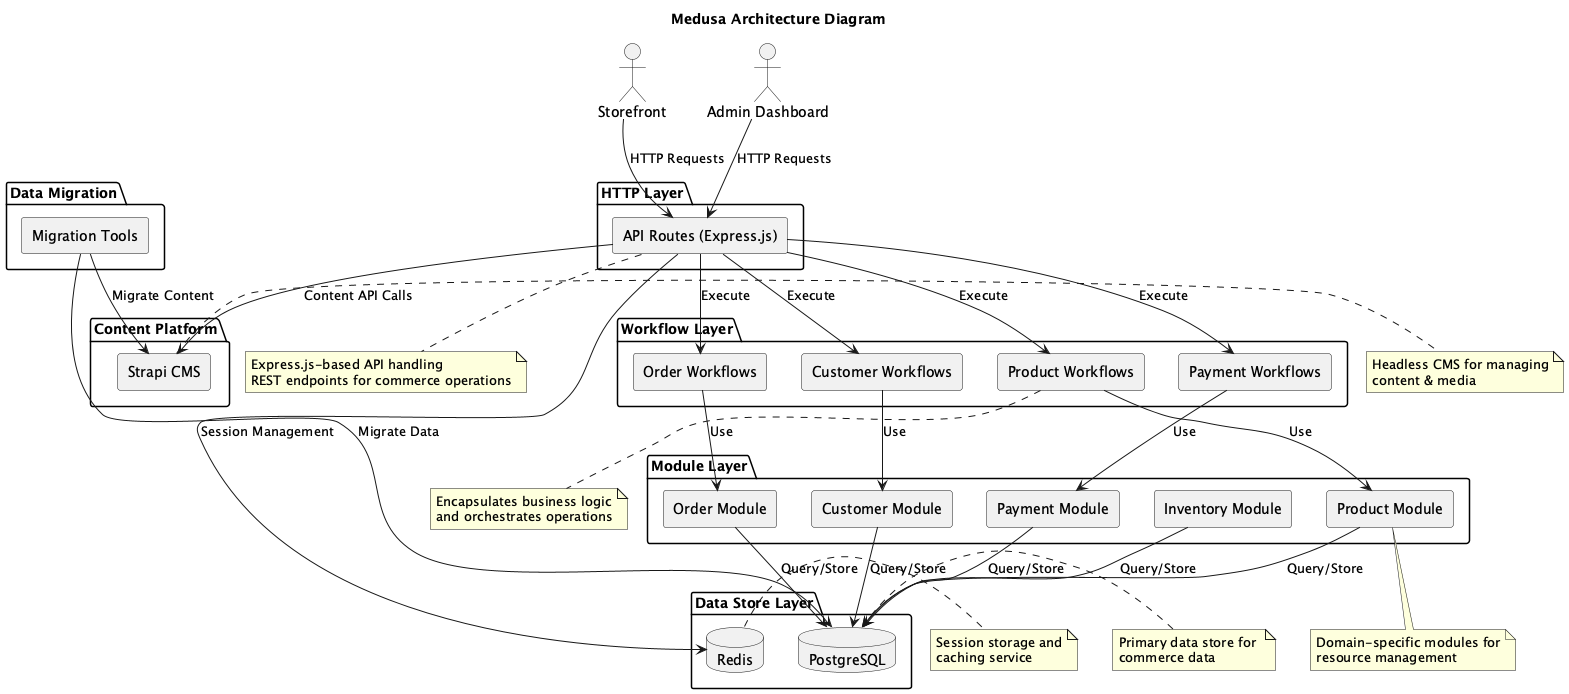 Medusa Architecture Diagram
Storefront
Admin Dashboard
HTTP Requests
HTTP Requests
Data Migration
HTTP Layer
Migration Tools
API Routes (Express.js)
Migrate Content
Content API Calls
Execute
Execute
Execute
Execute
Content Platform
Workflow Layer
Strapi CMS
Express.js-based API handling
REST endpoints for commerce operations
Order Workflows
Customer Workflows
Product Workflows
Payment Workflows
Headless CMS for managing
content & media
Session Management
Migrate Data
Use
Use
Use
Use
Module Layer
Encapsulates business logic
and orchestrates operations
Order Module
Customer Module
Payment Module
Inventory Module
Product Module
Query/Store
Query/Store
Query/Store
Query/Store
Query/Store
Data Store Layer
Redis
PostgreSQL
Session storage and
caching service
Primary data store for
commerce data
Domain-specific modules for
resource management